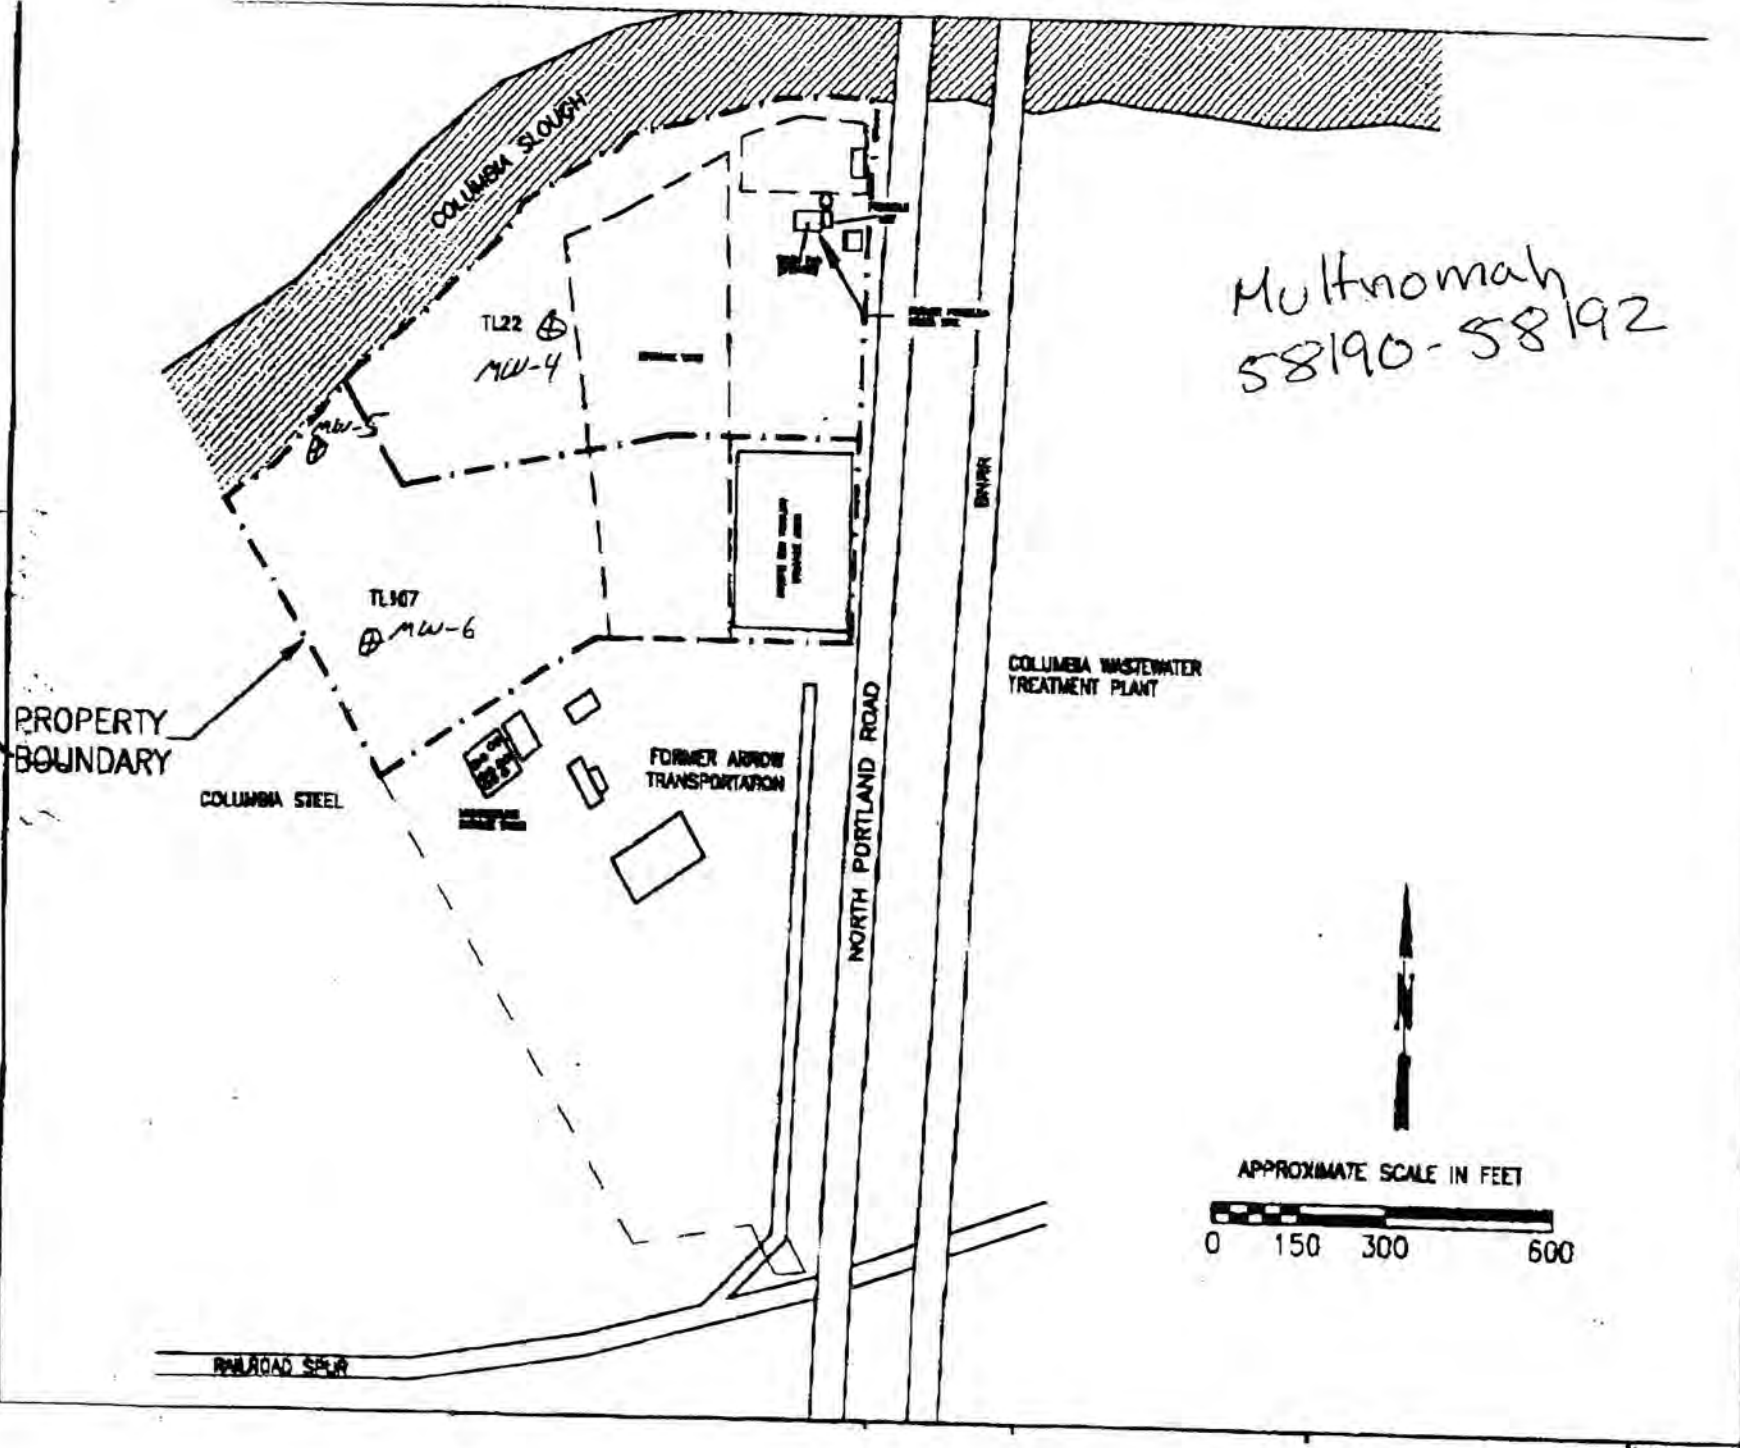 COLUMBIA SLOUGH
Multnomah
58190-58192
TL22
MW-4
MW-5
BNRR
TL107
MW-6
COLUMBIA WASTEWATER
TREATMENT PLANT
PROPERTY
BOUNDARY
NORTH PORTLAND ROAD
FORMER ARROW
TRANSPORTATION
COLUMBIA STEEL
N
APPROXIMATE SCALE IN FEET
0 150 300 600
RAILROAD SPUR